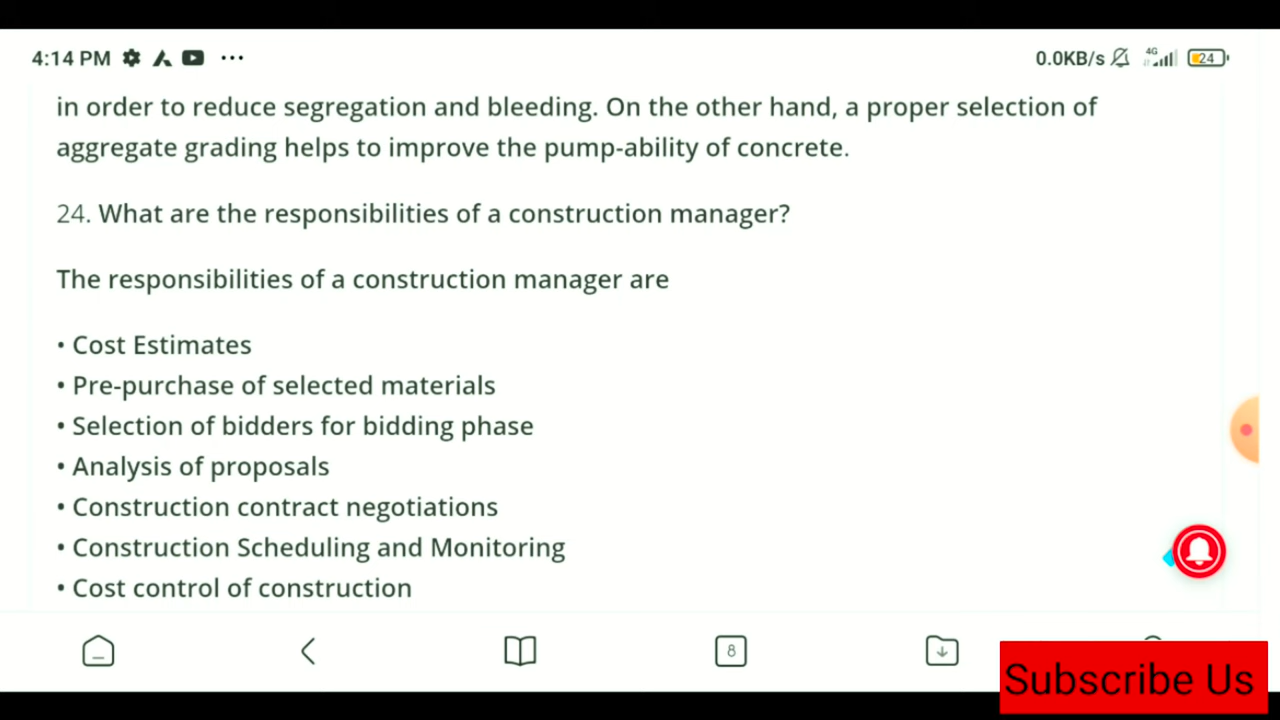 4:14 PM ... 0.0KB/s 4G 24
in order to reduce segregation and bleeding. On the other hand, a proper selection of
aggregate grading helps to improve the pump-ability of concrete.
24. What are the responsibilities of a construction manager?
The responsibilities of a construction manager are
• Cost Estimates
• Pre-purchase of selected materials
• Selection of bidders for bidding phase
• Analysis of proposals
• Construction contract negotiations
• Construction Scheduling and Monitoring
• Cost control of construction
8
Subscribe Us